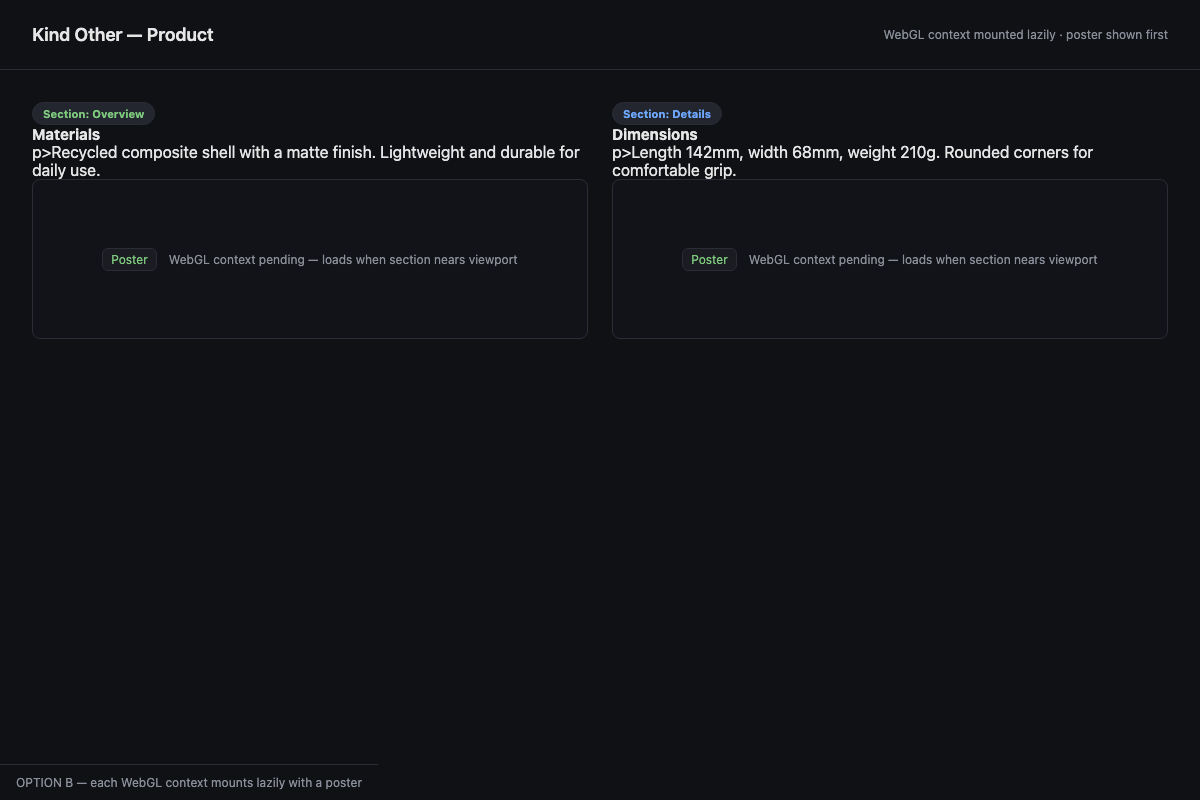 Kind Other — Product
WebGL context mounted lazily · poster shown first
Section: Overview
Materials
p>Recycled composite shell with a matte finish. Lightweight and durable for
daily use.
Poster
WebGL context pending — loads when section nears viewport
Section: Details
Dimensions
p>Length 142mm, width 68mm, weight 210g. Rounded corners for
comfortable grip.
Poster
WebGL context pending — loads when section nears viewport
OPTION B — each WebGL context mounts lazily with a poster